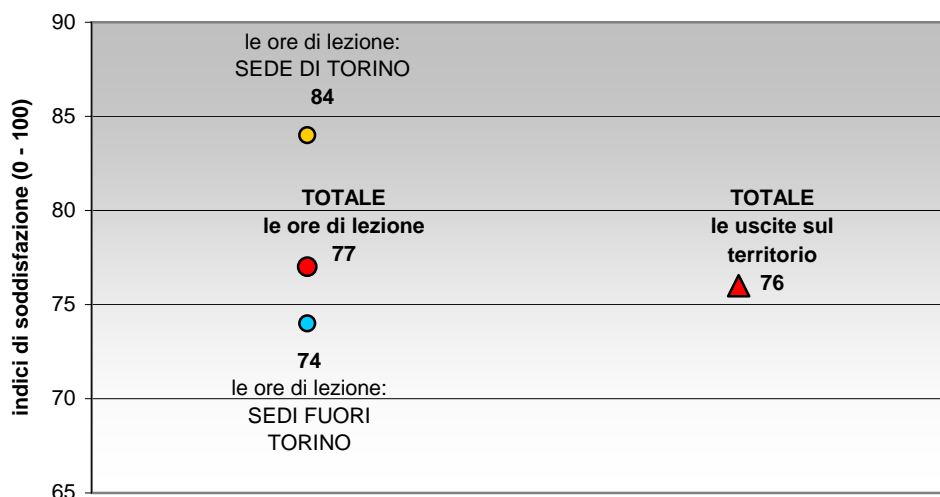 indici di soddisfazione (0 - 100)
90
85
80
75
70
65
le ore di lezione:
SEDE DI TORINO
84
TOTALE
le ore di lezione
77
74
le ore di lezione:
SEDI FUORI
TORINO
TOTALE
le uscite sul
territorio
76